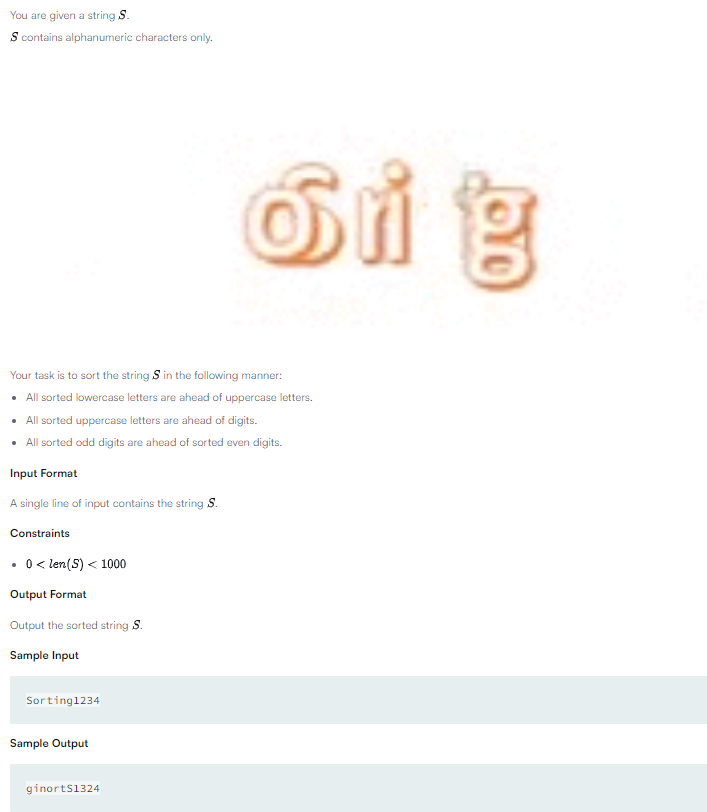 You are given a string S.
S contains alphanumeric characters only.
Your task is to sort the string S in the following manner:
• All sorted lowercase letters are ahead of uppercase letters.
• All sorted uppercase letters are ahead of digits.
• All sorted odd digits are ahead of sorted even digits.
Input Format
A single line of input contains the string S.
Constraints
• 0 < len(S) < 1000
Output Format
Output the sorted string S.
Sample Input
Sorting1234
Sample Output
ginortS1324